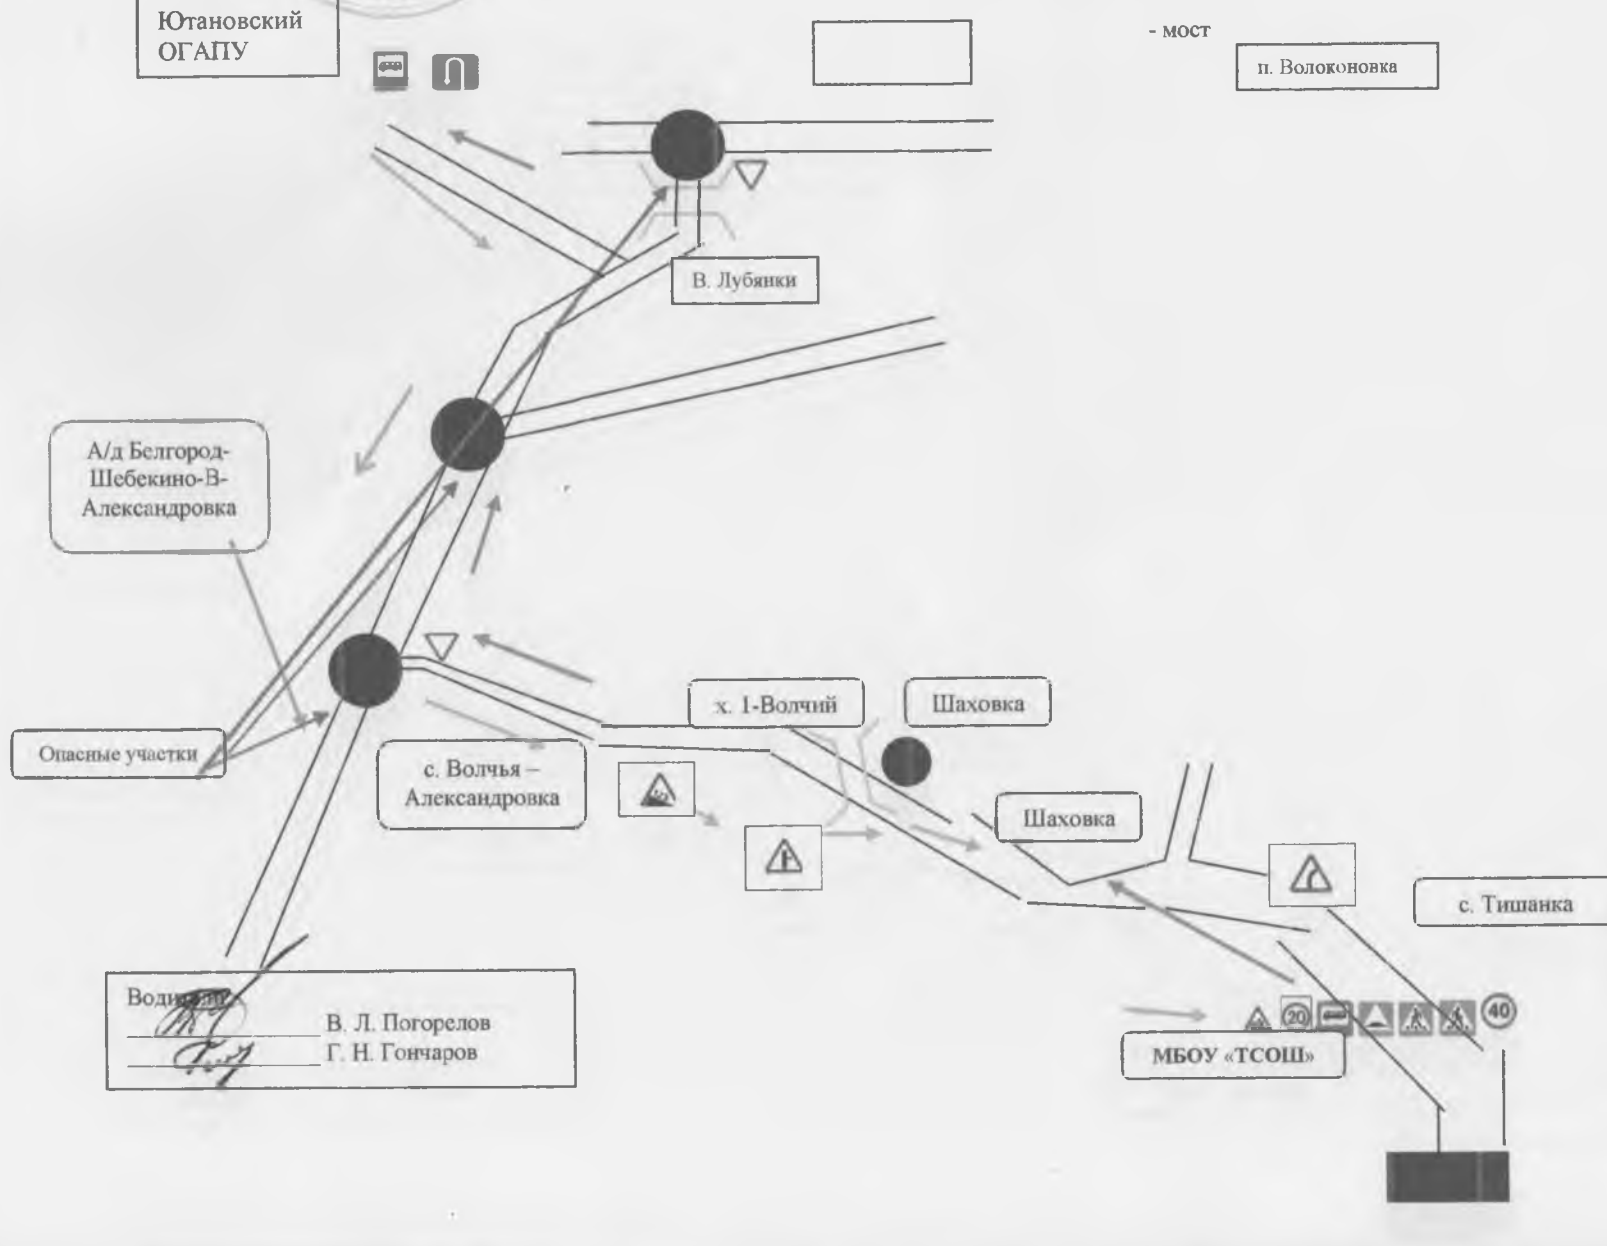 Ютановский
ОГАПУ
- мост
п. Волоконовка
В. Лубянки
А/д Белгород-
Шебекино-В-
Александровка
х. 1-Волчий
Шаховка
Опасные участки
с. Волчья –
Александровка
Шаховка
с. Тишанка
20
40
МБОУ «ТСОШ»
В. Л. Погорелов
Г. Н. Гончаров